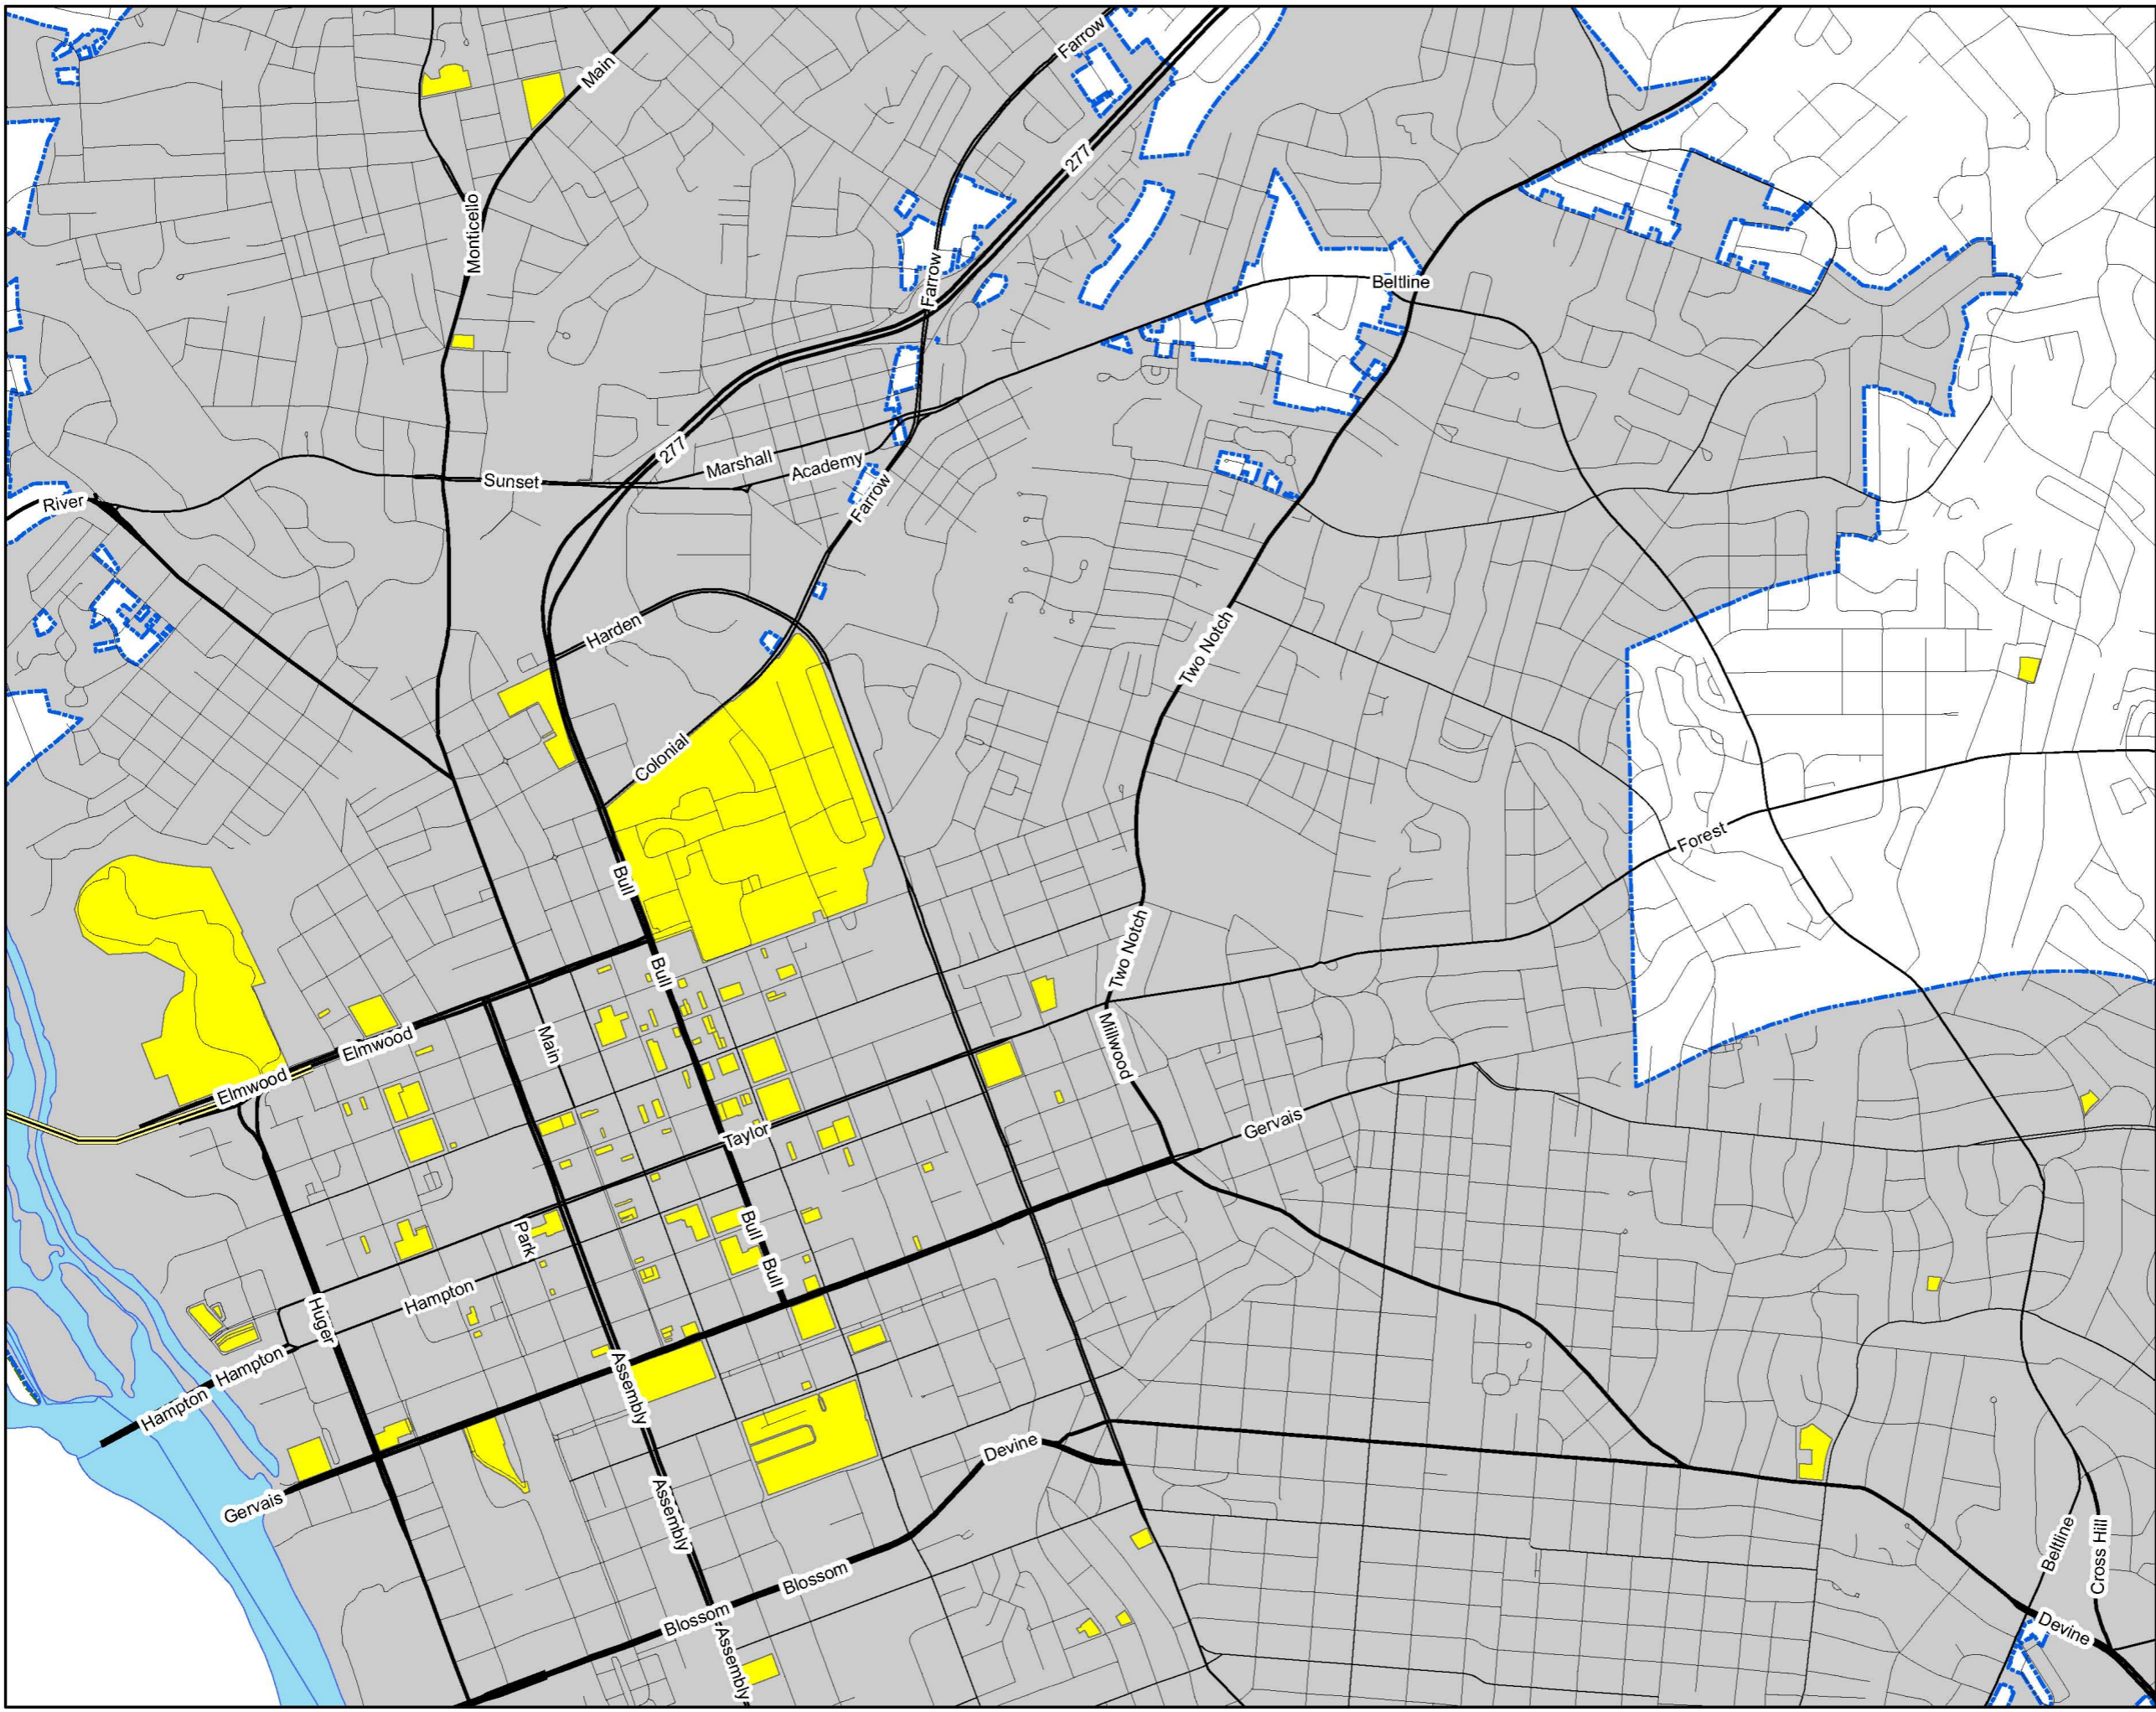 Farrow
Main
277
Monticello
Farrow
Beltline
277
Marshall
Academy
Sunset
Farrow
River
Harden
Two Notch
Colonial
Forest
Bull
Two Notch
Bull
Main
Elmwood
Millwood
Elmwood
Gervais
Taylor
Bull
Park
Bull
Hampton
Huger
Hampton
Assembly
Hampton
Devine
Gervais
Assembly
Beltline
Cross Hill
Blossom
Blossom
Devine
Assembly